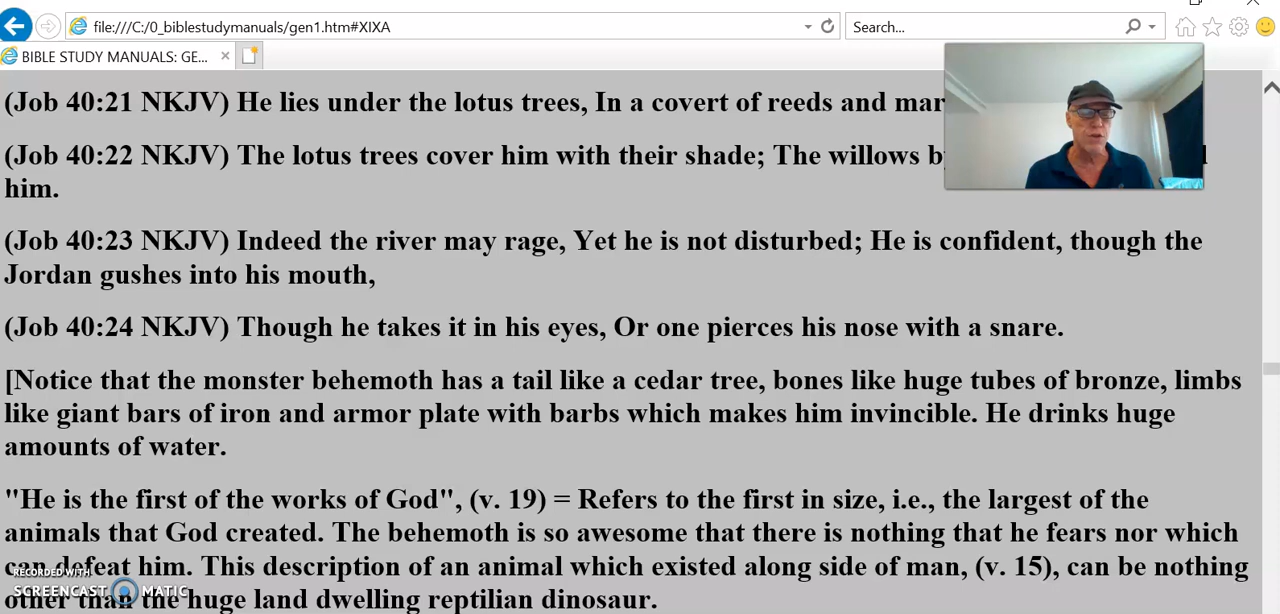 file:///C:/0_biblestudymanuals/gen1.htm#XIXA
Search...
BIBLE STUDY MANUALS: GE...
(Job 40:21 NKJV) He lies under the lotus trees, In a covert of reeds and
(Job 40:22 NKJV) The lotus trees cover him with their shade; The willows
him.
(Job 40:23 NKJV) Indeed the river may rage, Yet he is not disturbed; He is confident, though the
Jordan gushes into his mouth,
(Job 40:24 NKJV) Though he takes it in his eyes, Or one pierces his nose with a snare.
[Notice that the monster behemoth has a tail like a cedar tree, bones like huge tubes of bronze, limbs
like giant bars of iron and armor plate with barbs which makes him invincible. He drinks huge
amounts of water.
"He is the first of the works of God", (v. 19) = Refers to the first in size, i.e., the largest of the
animals that God created. The behemoth is so awesome that there is nothing that he fears nor which
him. This description of an animal which existed along side of man, (v. 15), can be nothing
RECORDED WITH
SCREENCAST MATIC
other than the huge land dwelling reptilian dinosaur.